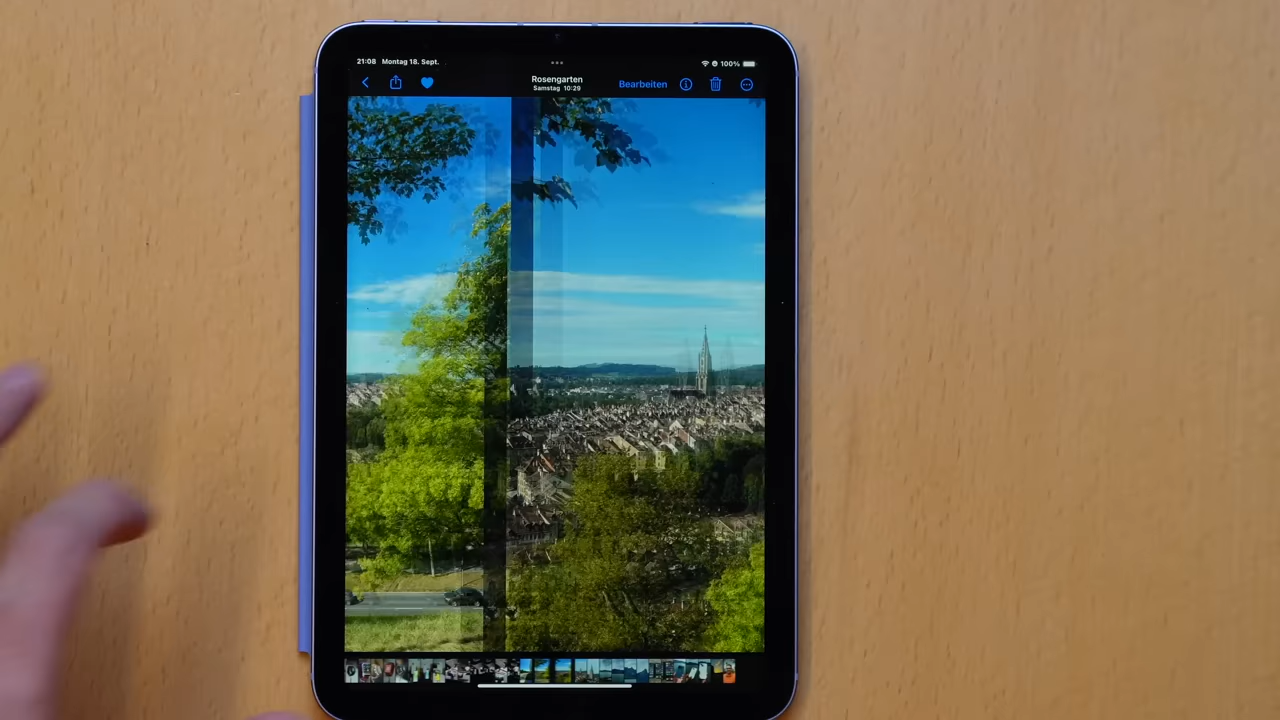 21:08 Montag 18. Sept.
100%
Rosengarten
Samstag 10:29
Bearbeiten